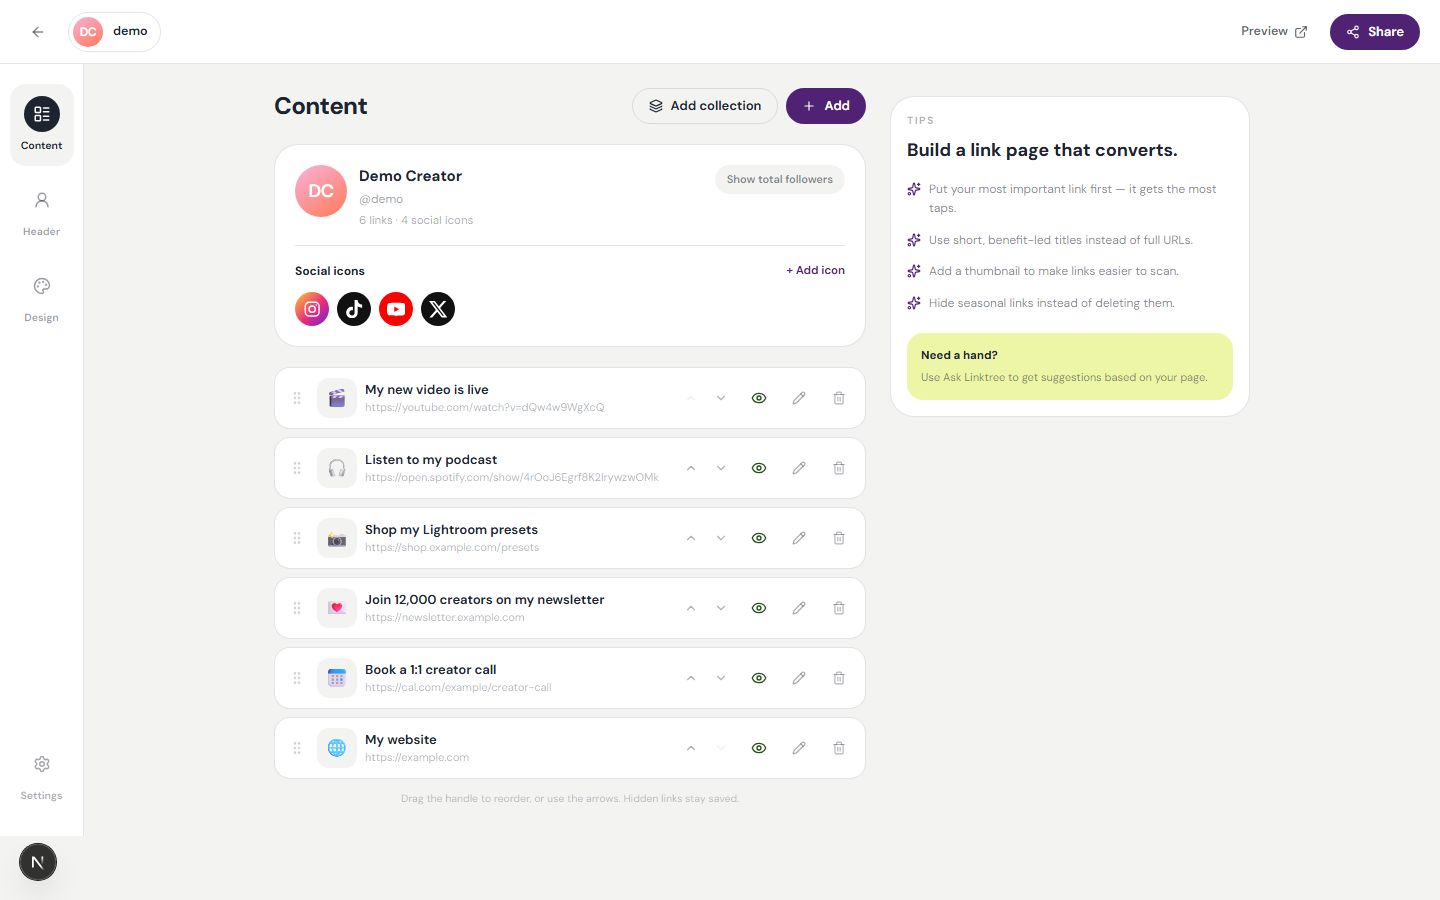 DC demo
Preview
Share
Content
Header
Design
Settings
N
Content
Add collection
Add
DC
Demo Creator
@demo
6 links · 4 social icons
Show total followers
Social icons
+ Add icon
My new video is live
https://youtube.com/watch?v=dQw4w9WgXcQ
Listen to my podcast
https://open.spotify.com/show/4rOoJ6Egrf8K2IrywzwOMk
Shop my Lightroom presets
https://shop.example.com/presets
Join 12,000 creators on my newsletter
https://newsletter.example.com
Book a 1:1 creator call
https://cal.com/example/creator-call
My website
https://example.com
Drag the handle to reorder, or use the arrows. Hidden links stay saved.
TIPS
Build a link page that converts.
Put your most important link first — it gets the most
taps.
Use short, benefit-led titles instead of full URLs.
Add a thumbnail to make links easier to scan.
Hide seasonal links instead of deleting them.
Need a hand?
Use Ask Linktree to get suggestions based on your page.